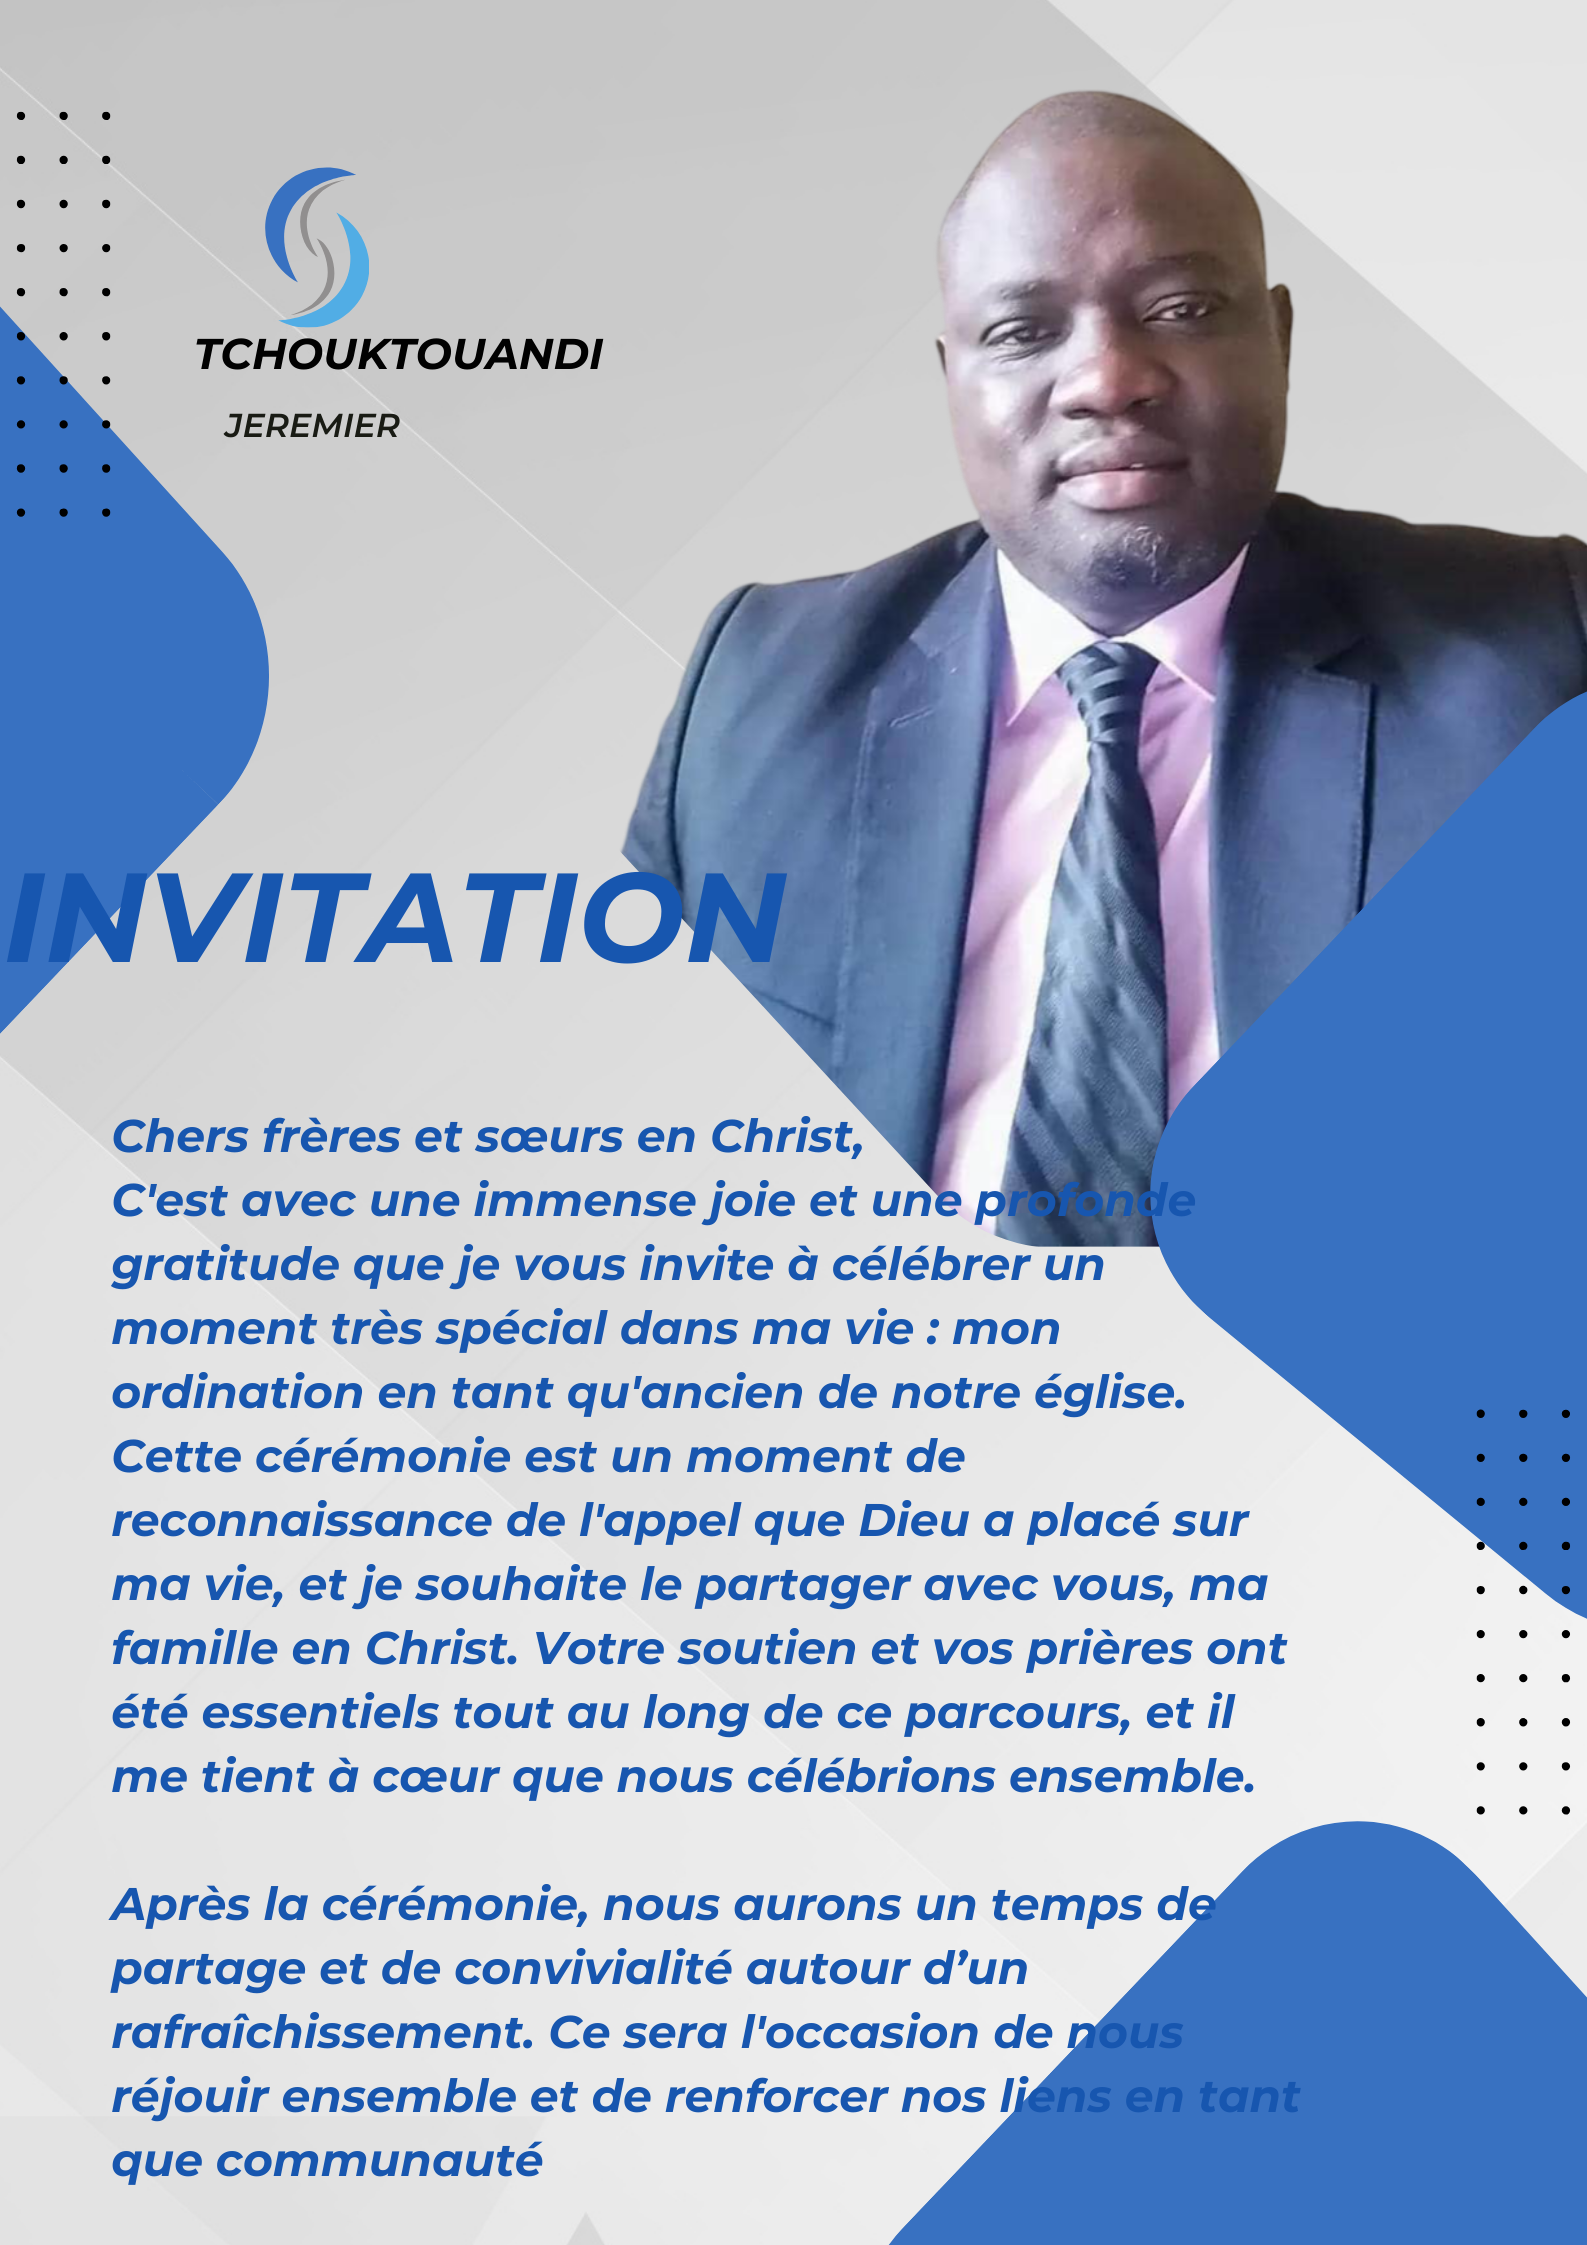 TCHOUKTOUANDI
JEREMIER
INVITATION
Chers frères et sœurs en Christ,
C'est avec une immense joie et une profonde
gratitude que je vous invite à célébrer un
moment très spécial dans ma vie : mon
ordination en tant qu'ancien de notre église.
Cette cérémonie est un moment de
reconnaissance de l'appel que Dieu a placé sur
ma vie, et je souhaite le partager avec vous, ma
famille en Christ. Votre soutien et vos prières ont
été essentiels tout au long de ce parcours, et il
me tient à cœur que nous célébrions ensemble.
Après la cérémonie, nous aurons un temps de
partage et de convivialité autour d’un
rafraîchissement. Ce sera l'occasion de nous
réjouir ensemble et de renforcer nos liens en tant
que communauté